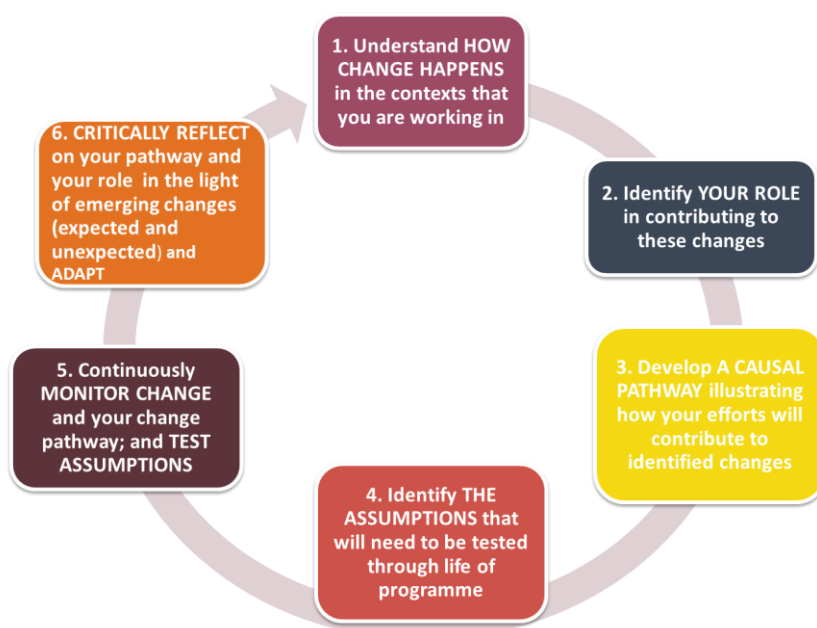 1. Understand HOW
CHANGE HAPPENS
in the contexts that
you are working in
2. Identify YOUR ROLE
in contributing to
these changes
3. Develop A CAUSAL
PATHWAY illustrating
how your efforts will
contribute to
identified changes
4. Identify THE
ASSUMPTIONS that
will need to be tested
through life of
programme
5. Continuously
MONITOR CHANGE
and your change
pathway; and TEST
ASSUMPTIONS
6. CRITICALLY REFLECT
on your pathway and
your role in the light
of emerging changes
(expected and
unexpected) and
ADAPT